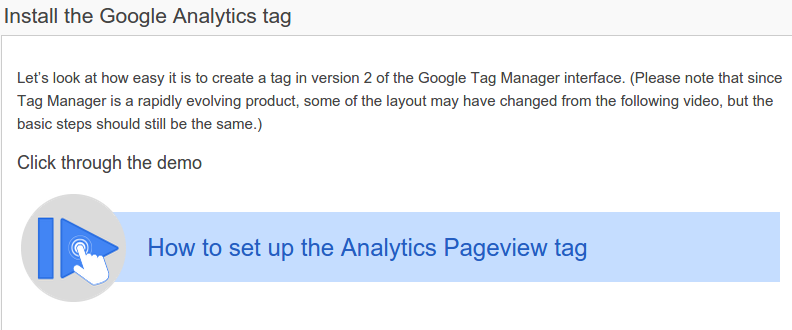 Install the Google Analytics tag
Let’s look at how easy it is to create a tag in version 2 of the Google Tag Manager interface. (Please note that since
Tag Manager is a rapidly evolving product, some of the layout may have changed from the following video, but the
basic steps should still be the same.)
Click through the demo
How to set up the Analytics Pageview tag